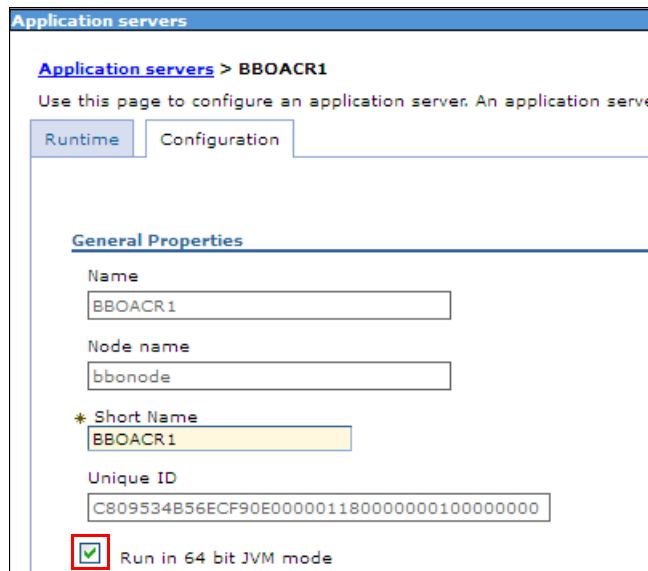 Application servers
Application servers > BBOACR1
Use this page to configure an application server. An application serve
Runtime
Configuration
General Properties
Name
BBOACR1
Node name
bbonode
* Short Name
BBOACR1
Unique ID
C809534B56ECF90E000001180000000100000000
Run in 64 bit JVM mode